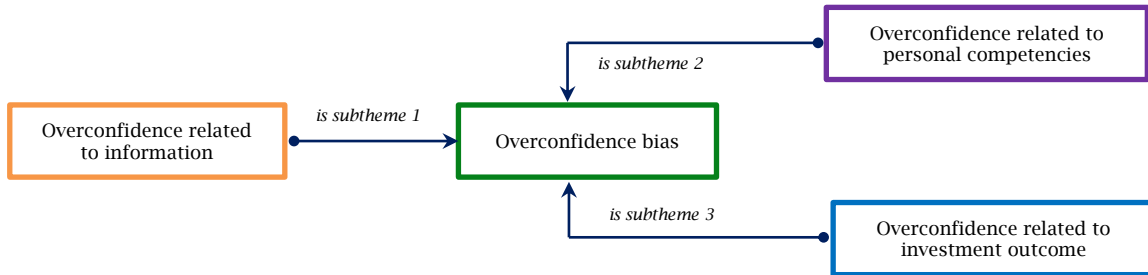 Overconfidence related to
personal competencies
is subtheme 2
is subtheme 1
Overconfidence related
to information
Overconfidence bias
is subtheme 3
Overconfidence related to
investment outcome